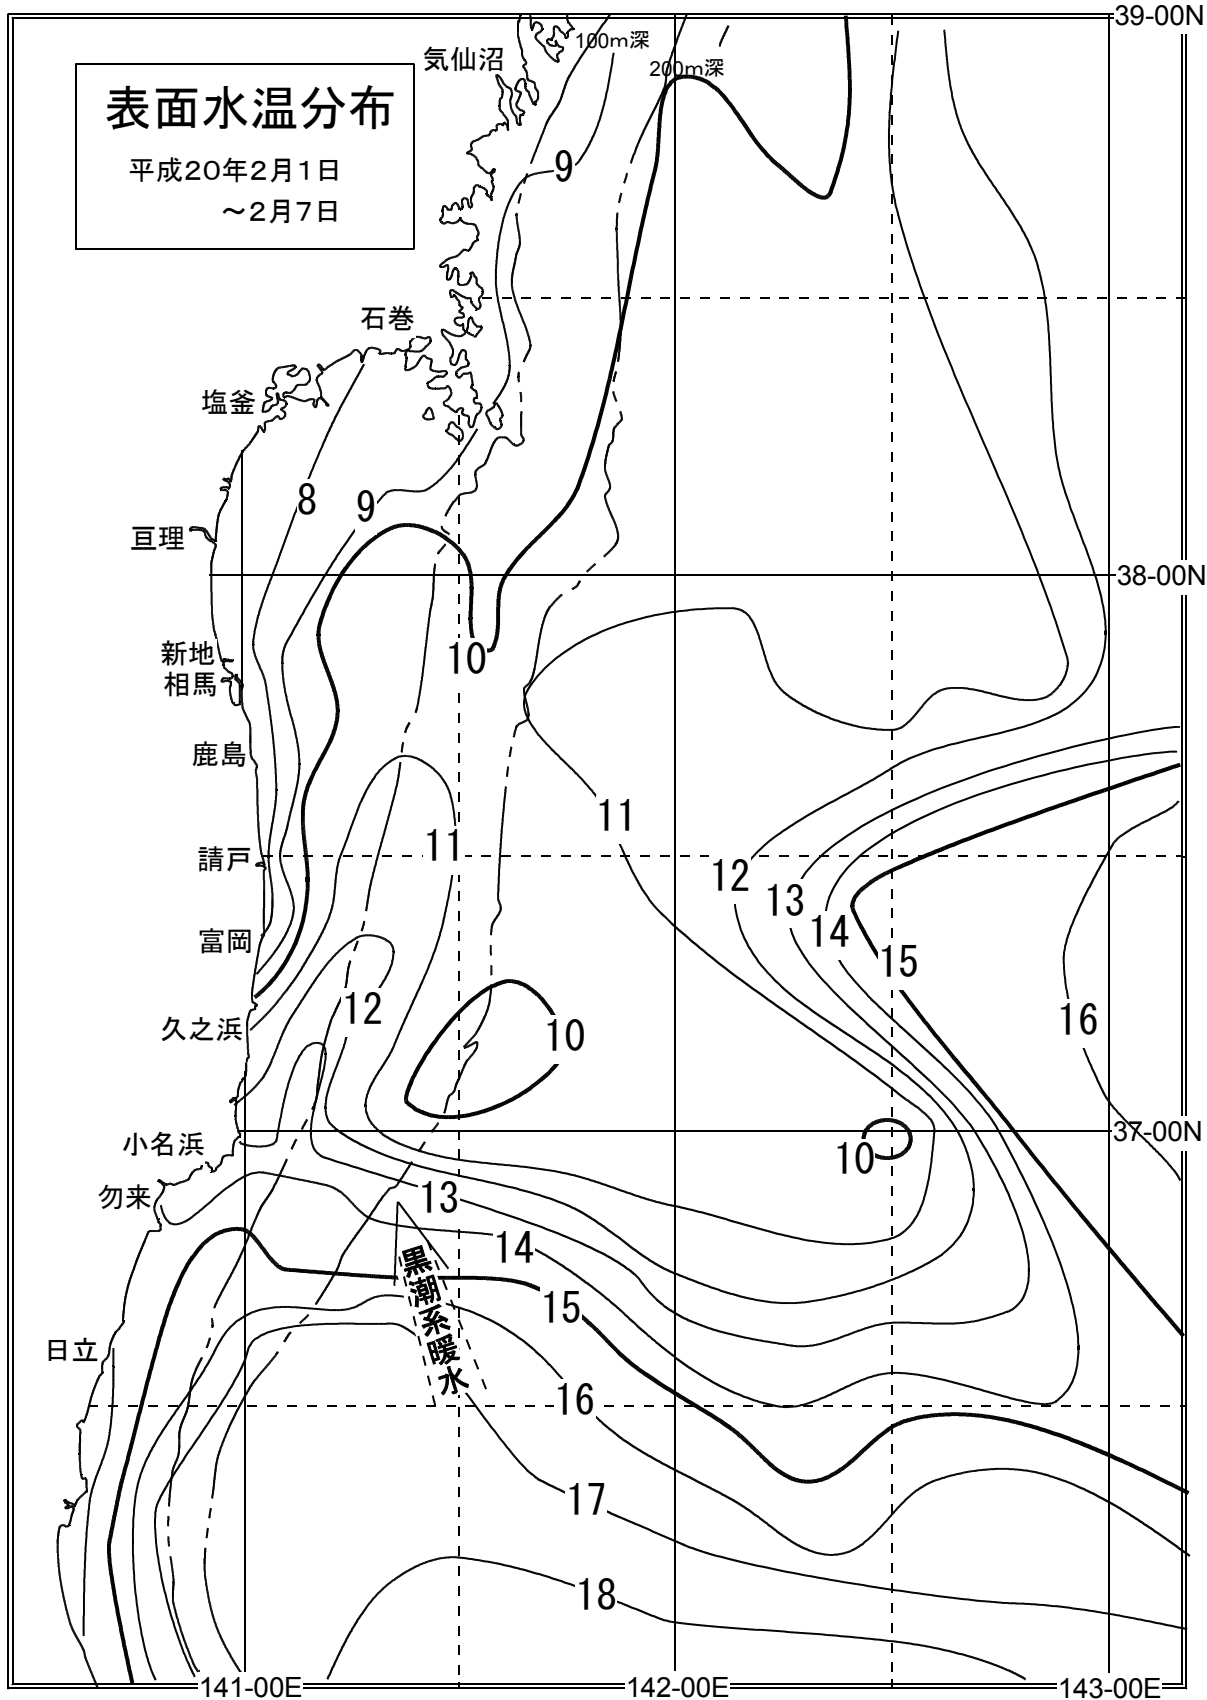 39-00N
100m深
気仙沼
200m深
表面水温分布
平成20年2月1日
～2月7日
9
石巻
塩釜
8
9
亘理
38-00N
新地
10
相馬
鹿島
11
11
請戸
12
13
14
富岡
15
12
16
久之浜
10
37-00N
小名浜
10
勿来
13
14
黒潮系暖水
15
日立
16
17
18
141-00E
142-00E
143-00E